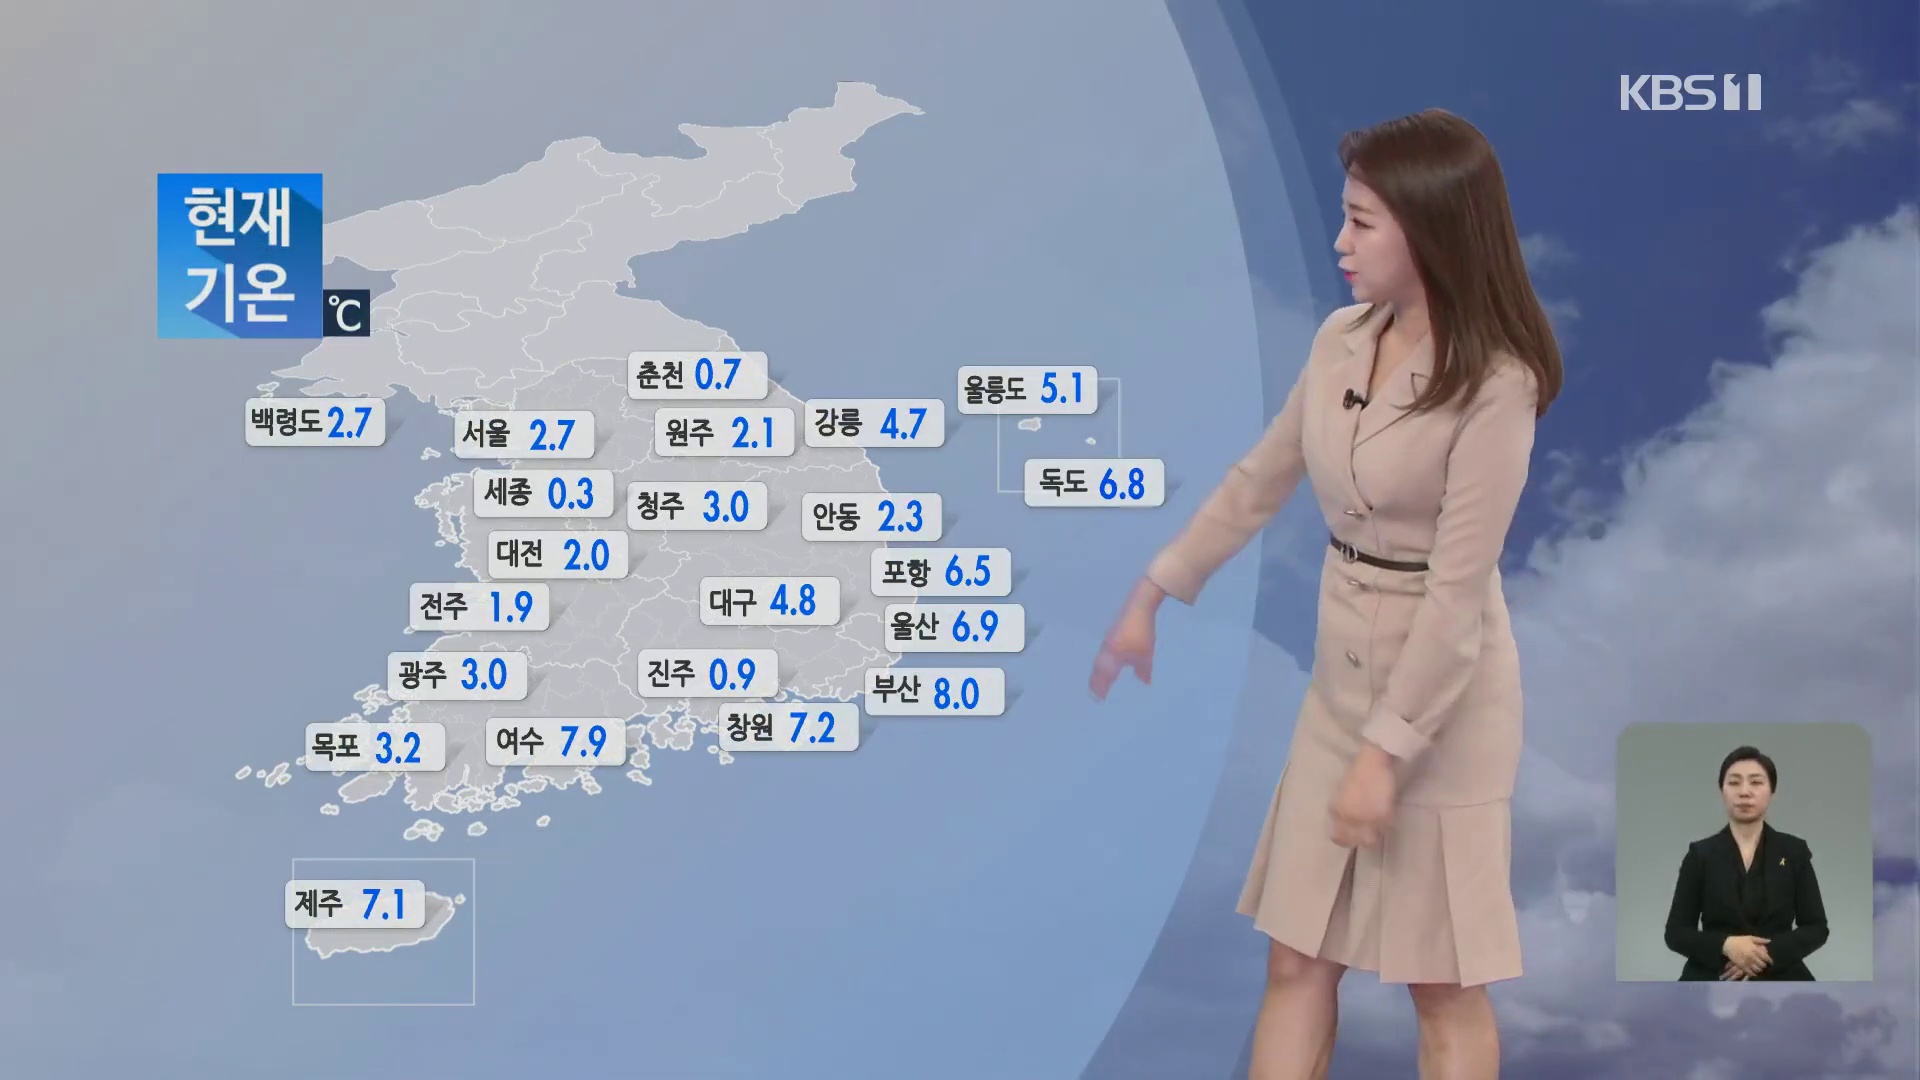 KBS 1
현재
기온
℃
춘천 0.7
울릉도 5.1
백령도 2.7
서울 2.7
원주 2.1
강릉 4.7
독도 6.8
세종 0.3
청주 3.0
안동 2.3
대전 2.0
포항 6.5
전주 1.9
대구 4.8
울산 6.9
광주 3.0
진주 0.9
부산 8.0
목포 3.2
여수 7.9
창원 7.2
제주 7.1